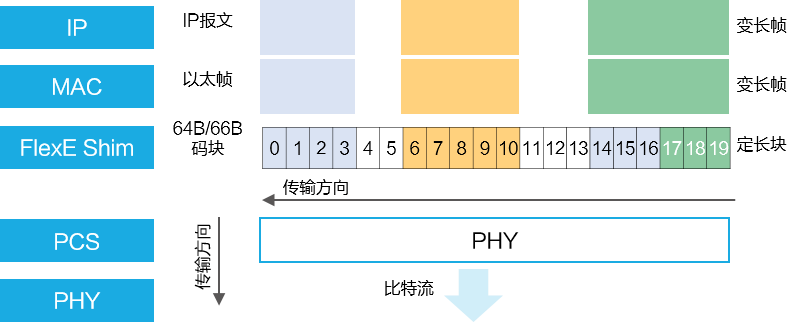 IP
IP报文
变长帧
MAC
以太帧
变长帧
FlexE Shim
64B/66B
码块
0 1 2 3 4 5 6 7 8 9 10 11 12 13 14 15 16 17 18 19
定长块
传输方向
PCS
传输方向
PHY
PHY
比特流